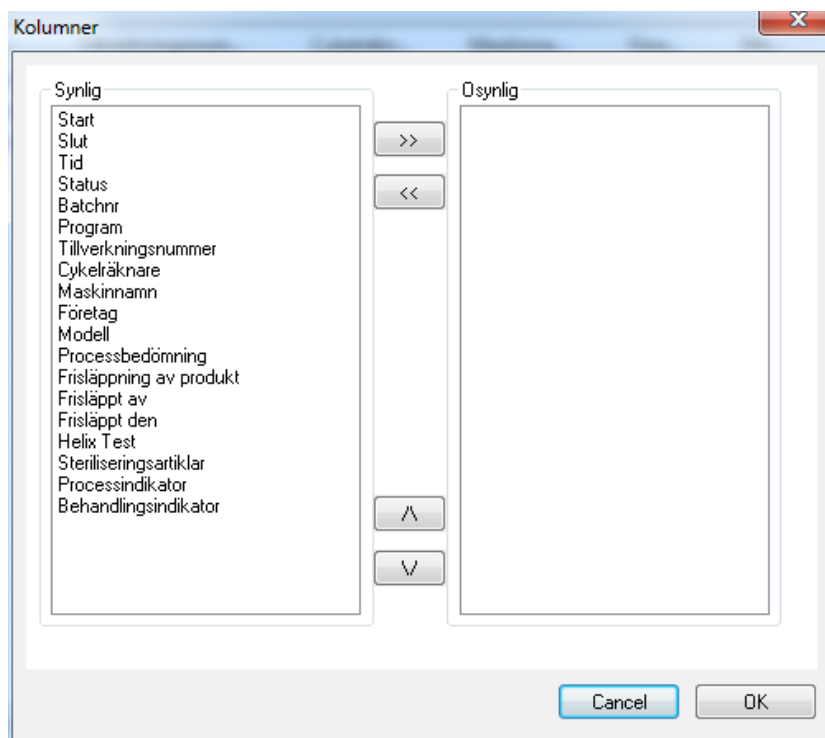 Kolumner
Synlig
Start
Slut
Tid
Status
Batchnr
Program
Tillverkningsnummer
Cykelräknare
Maskinnamn
Företag
Modell
Processbedömning
Frisläppning av produkt
Frisläppt av
Frisläppt den
Helix Test
Steriliseringsartiklar
Processindikator
Behandlingsindikator
>>
<<
/\
\/
Osynlig
Cancel
OK